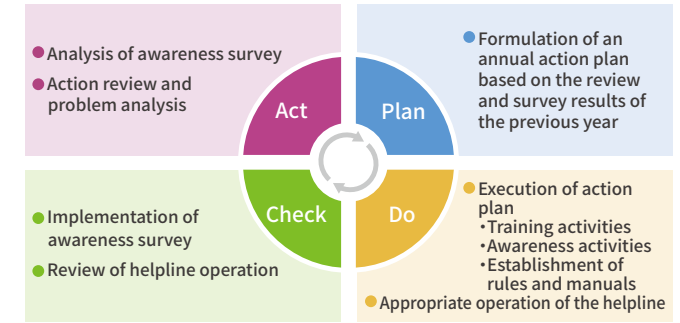 ● Analysis of awareness survey
● Action review and
problem analysis
Act
● Formulation of an
annual action plan
based on the review
and survey results of
the previous year
Plan
● Implementation of
awareness survey
● Review of helpline operation
Check
● Execution of action
plan
・Training activities
・Awareness activities
・Establishment of
rules and manuals
● Appropriate operation of the helpline
Do